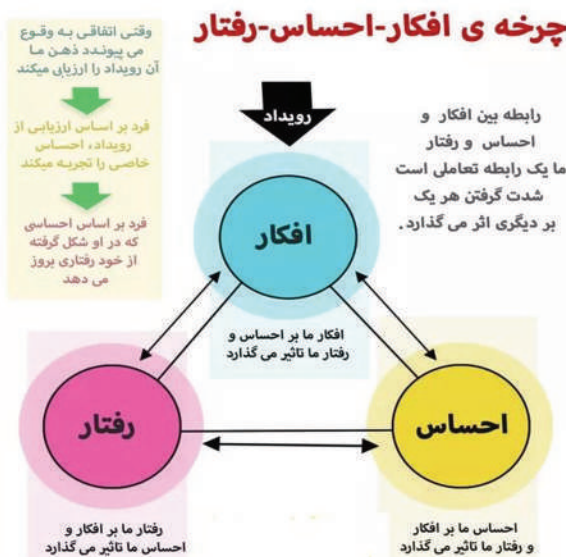 چرخه ی افکار-احساس-رفتار
وقتی اتفاقی به وقوع
می پیوندد ذهن ما
آن رویداد را ارزیابی میکند
فرد بر اساس ارزیابی از
رویداد، احساس
خاصی را تجربه میکند
فرد بر اساس احساسی
که در او شکل گرفته
از خود رفتاری بروز
می دهد
رویداد
رابطه بین افکار و
احساس و رفتار
ما یک رابطه تعاملی است
شدت گرفتن هر یک
بر دیگری اثر می گذارد.
افکار
افکار ما بر احساس و
رفتار ما تاثیر می گذارد
احساس
احساس ما بر افکار
و رفتار ما تاثیر می گذارد
رفتار
رفتار ما بر افکار و
احساس ما تاثیر می گذارد